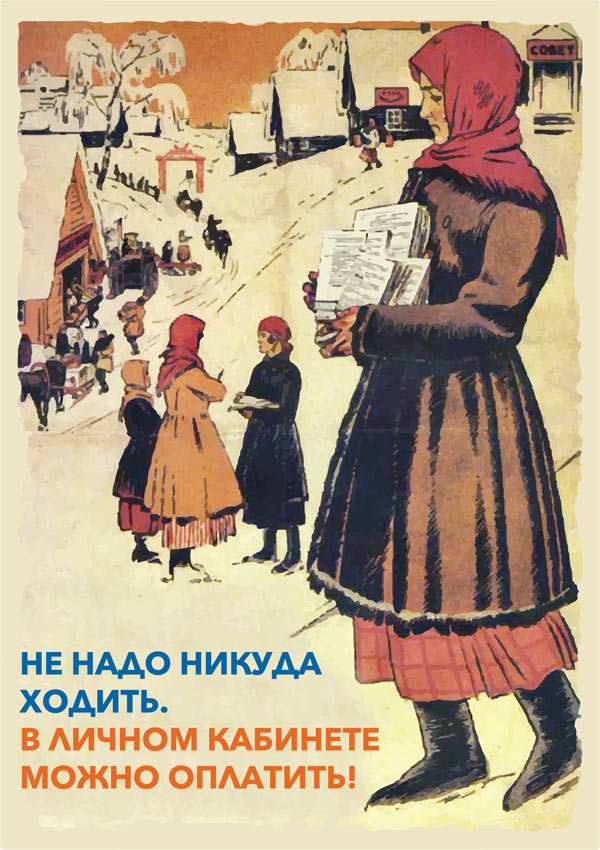 СОВЕТ
НЕ НАДО НИКУДА
ХОДИТЬ.
В ЛИЧНОМ КАБИНЕТЕ
МОЖНО ОПЛАТИТЬ!